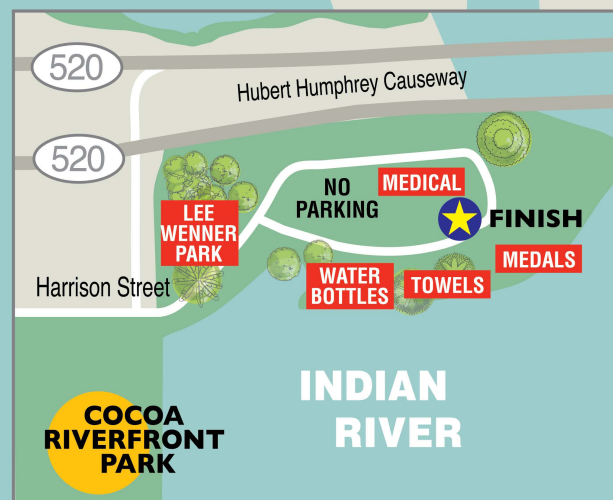 520
Hubert Humphrey Causeway
520
NO
PARKING
MEDICAL
LEE
WENNER
PARK
FINISH
MEDALS
WATER
BOTTLES
TOWELS
Harrison Street
INDIAN
RIVER
COCOA
RIVERFRONT
PARK